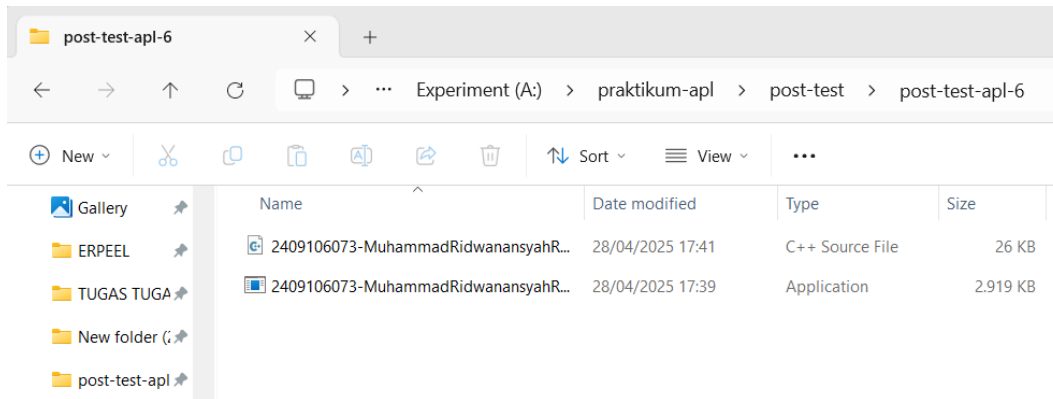 post-test-apl-6
Experiment (A:) > praktikum-apl > post-test > post-test-apl-6
New Sort View
Name Date modified Type Size
Gallery
ERPEEL
TUGAS TUGA
New folder (2
post-test-apl
2409106073-MuhammadRidwanansyahR... 28/04/2025 17:41 C++ Source File 26 KB
2409106073-MuhammadRidwanansyahR... 28/04/2025 17:39 Application 2.919 KB